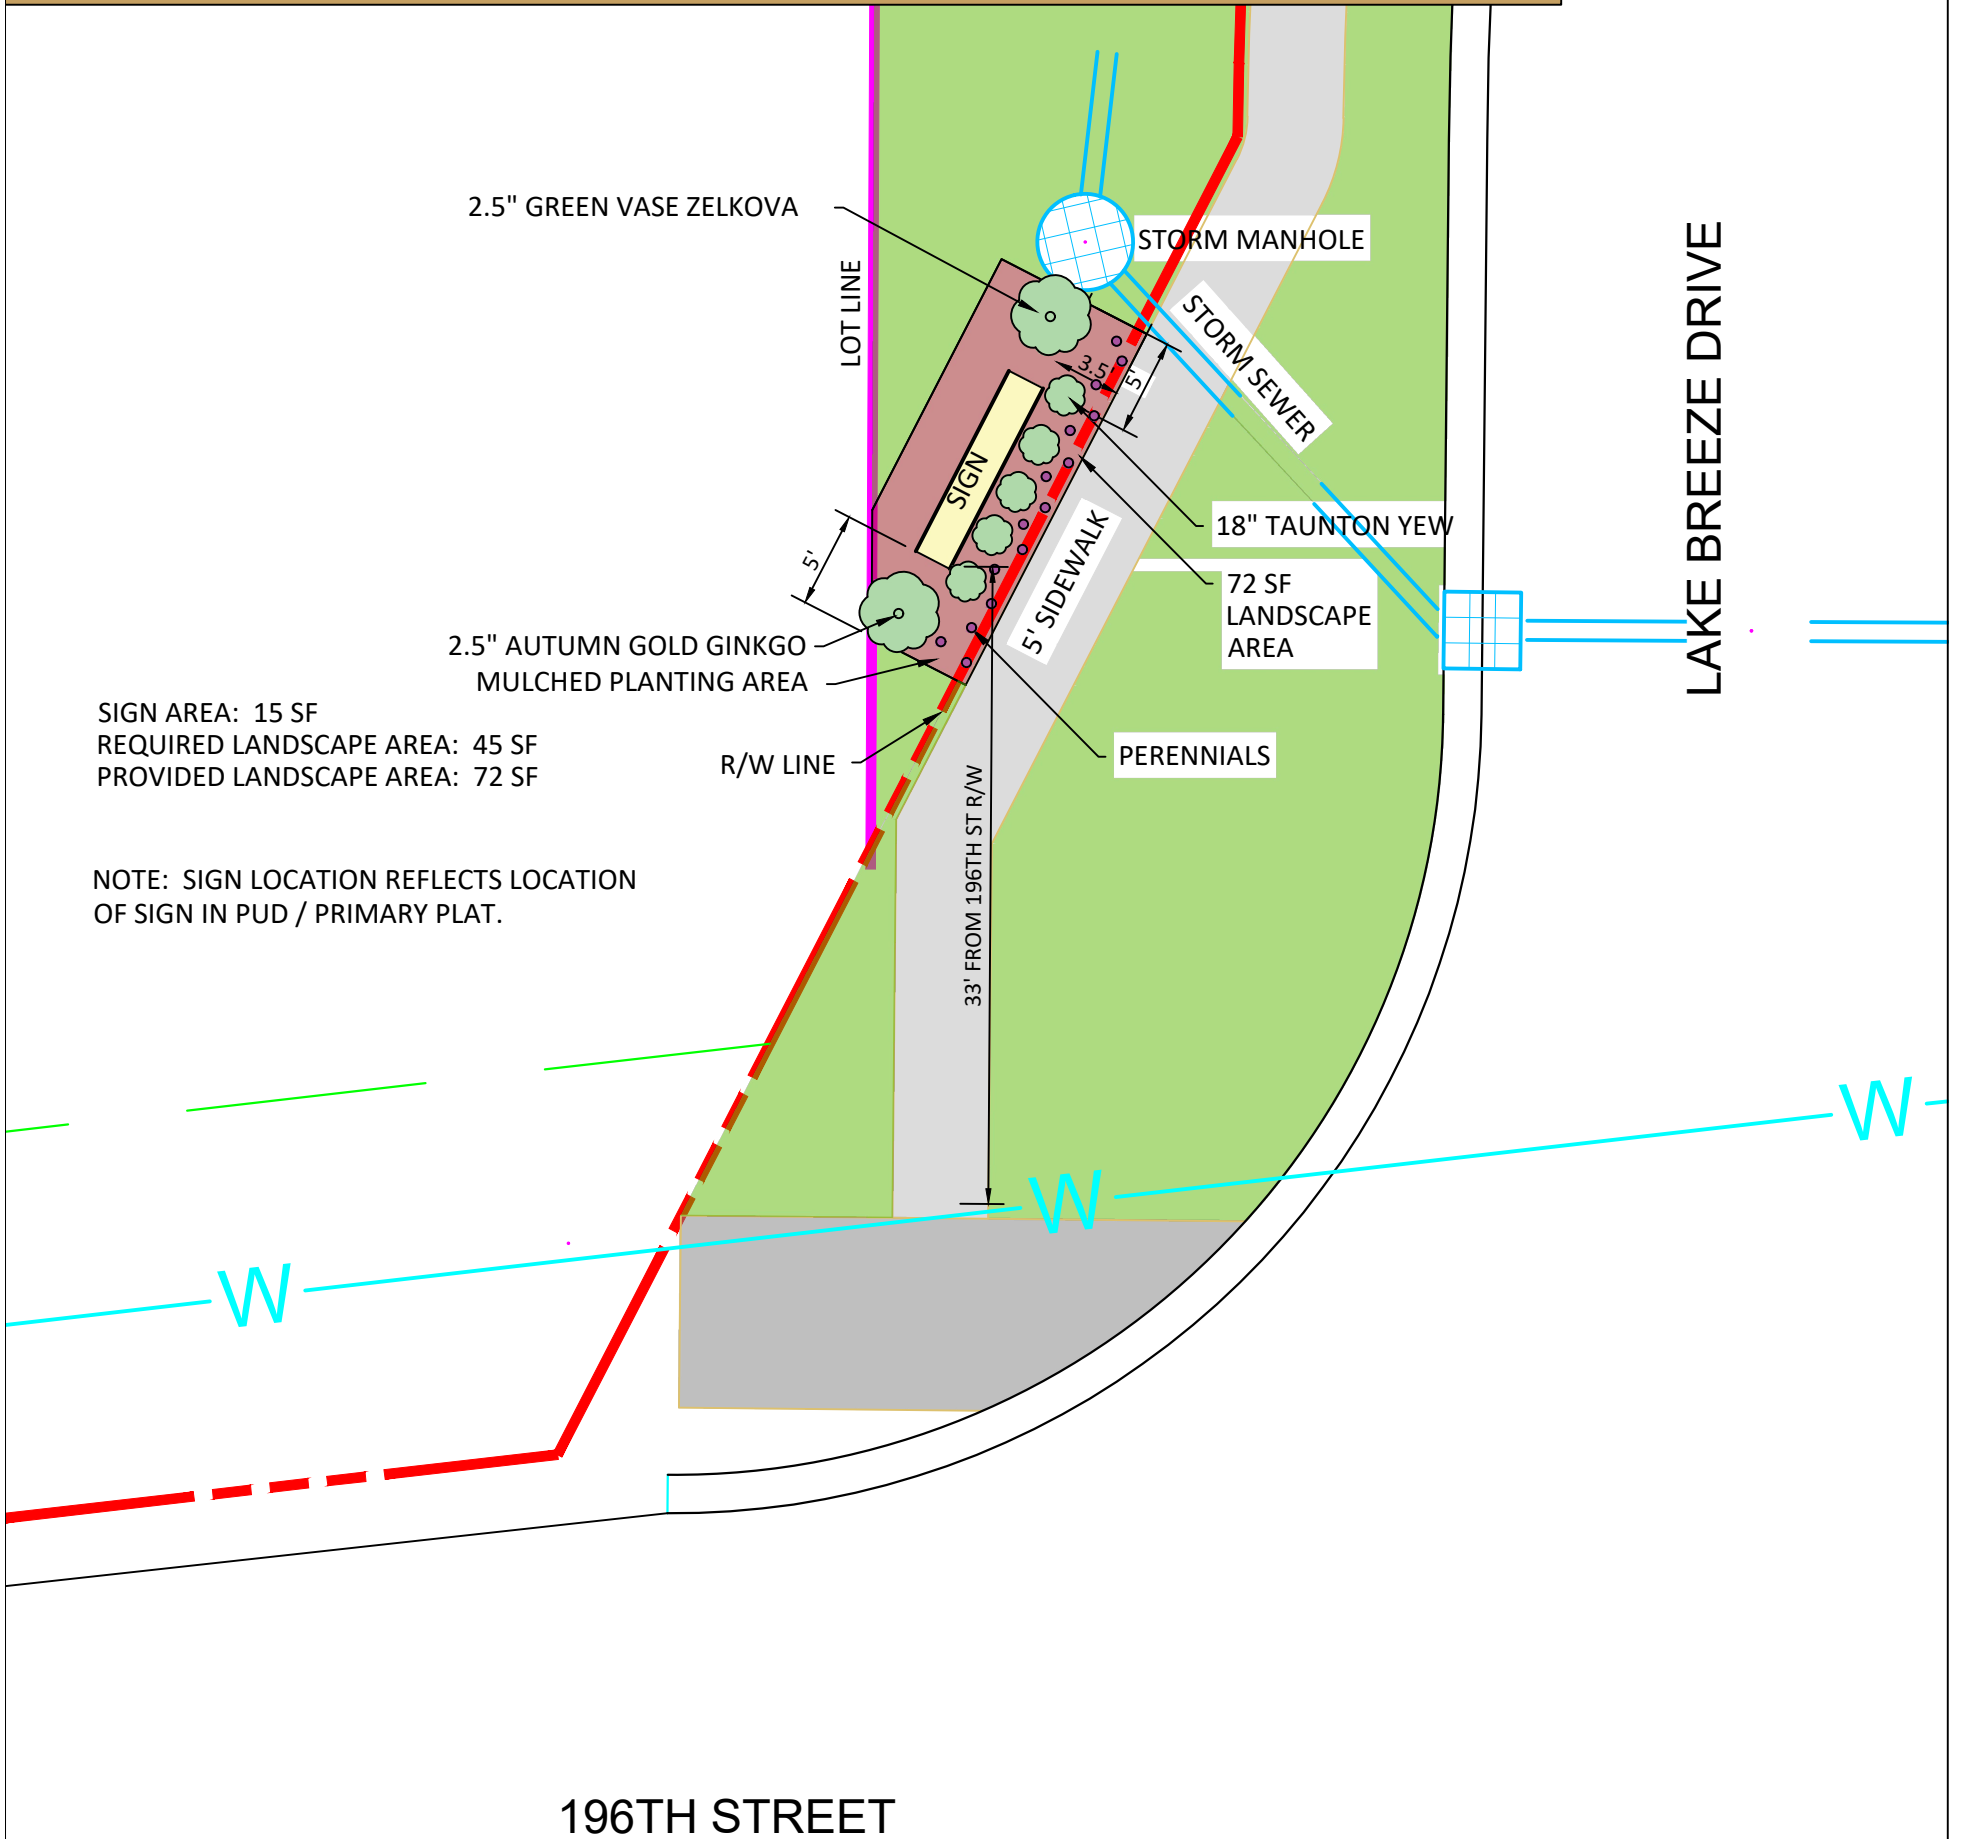 2.5" GREEN VASE ZELKOVA
STORM MANHOLE
LOT LINE
STORM SEWER
LAKE BREEZE DRIVE
3.5'
5'
SIGN
18" TAUNTON YEW
5'
5' SIDEWALK
72 SF
LANDSCAPE
AREA
2.5" AUTUMN GOLD GINKGO
MULCHED PLANTING AREA
SIGN AREA: 15 SF
REQUIRED LANDSCAPE AREA: 45 SF
PROVIDED LANDSCAPE AREA: 72 SF
R/W LINE
PERENNIALS
33' FROM 196TH ST R/W
NOTE: SIGN LOCATION REFLECTS LOCATION
OF SIGN IN PUD / PRIMARY PLAT.
W
W
W
196TH STREET